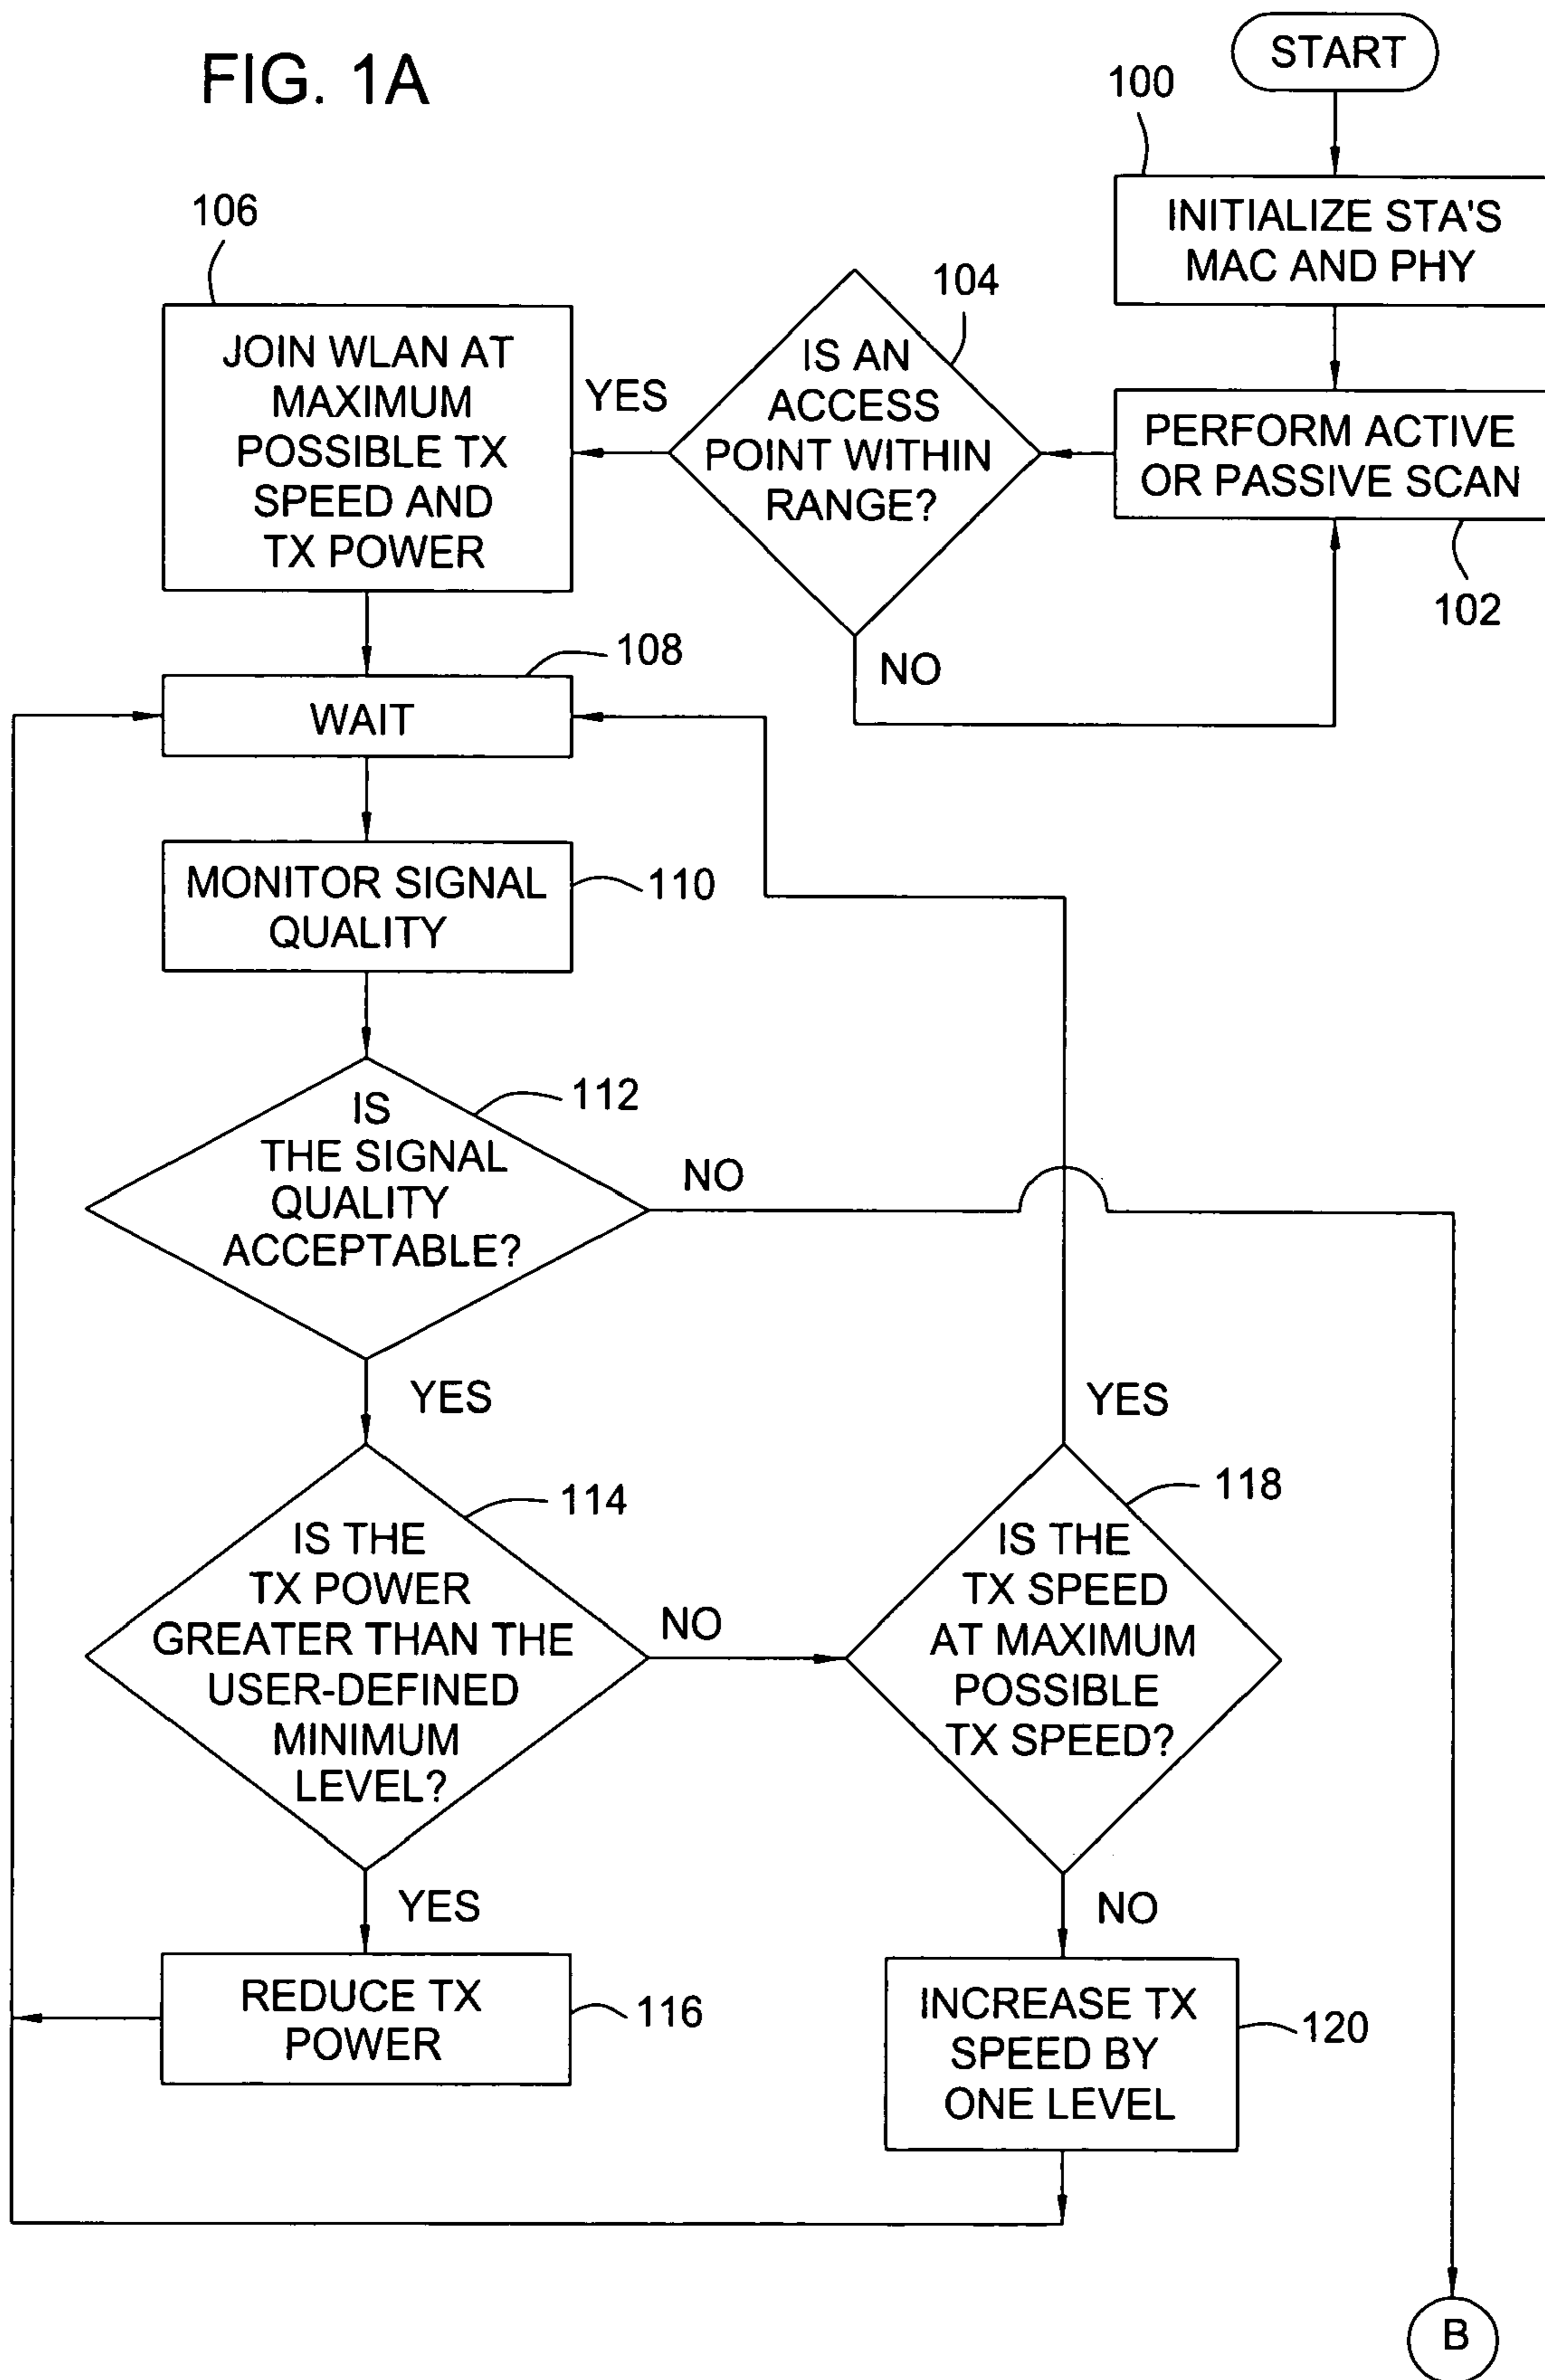 FIG. 1A
START
100
INITIALIZE STA'S
MAC AND PHY
PERFORM ACTIVE
OR PASSIVE SCAN
102
104
IS AN
ACCESS
POINT WITHIN
RANGE?
YES
NO
106
JOIN WLAN AT
MAXIMUM
POSSIBLE TX
SPEED AND
TX POWER
108
WAIT
MONITOR SIGNAL
QUALITY
110
112
IS
THE SIGNAL
QUALITY
ACCEPTABLE?
NO
YES
114
IS THE
TX POWER
GREATER THAN THE
USER-DEFINED
MINIMUM
LEVEL?
NO
YES
REDUCE TX
POWER
116
YES
118
IS THE
TX SPEED
AT MAXIMUM
POSSIBLE
TX SPEED?
NO
INCREASE TX
SPEED BY
ONE LEVEL
120
B